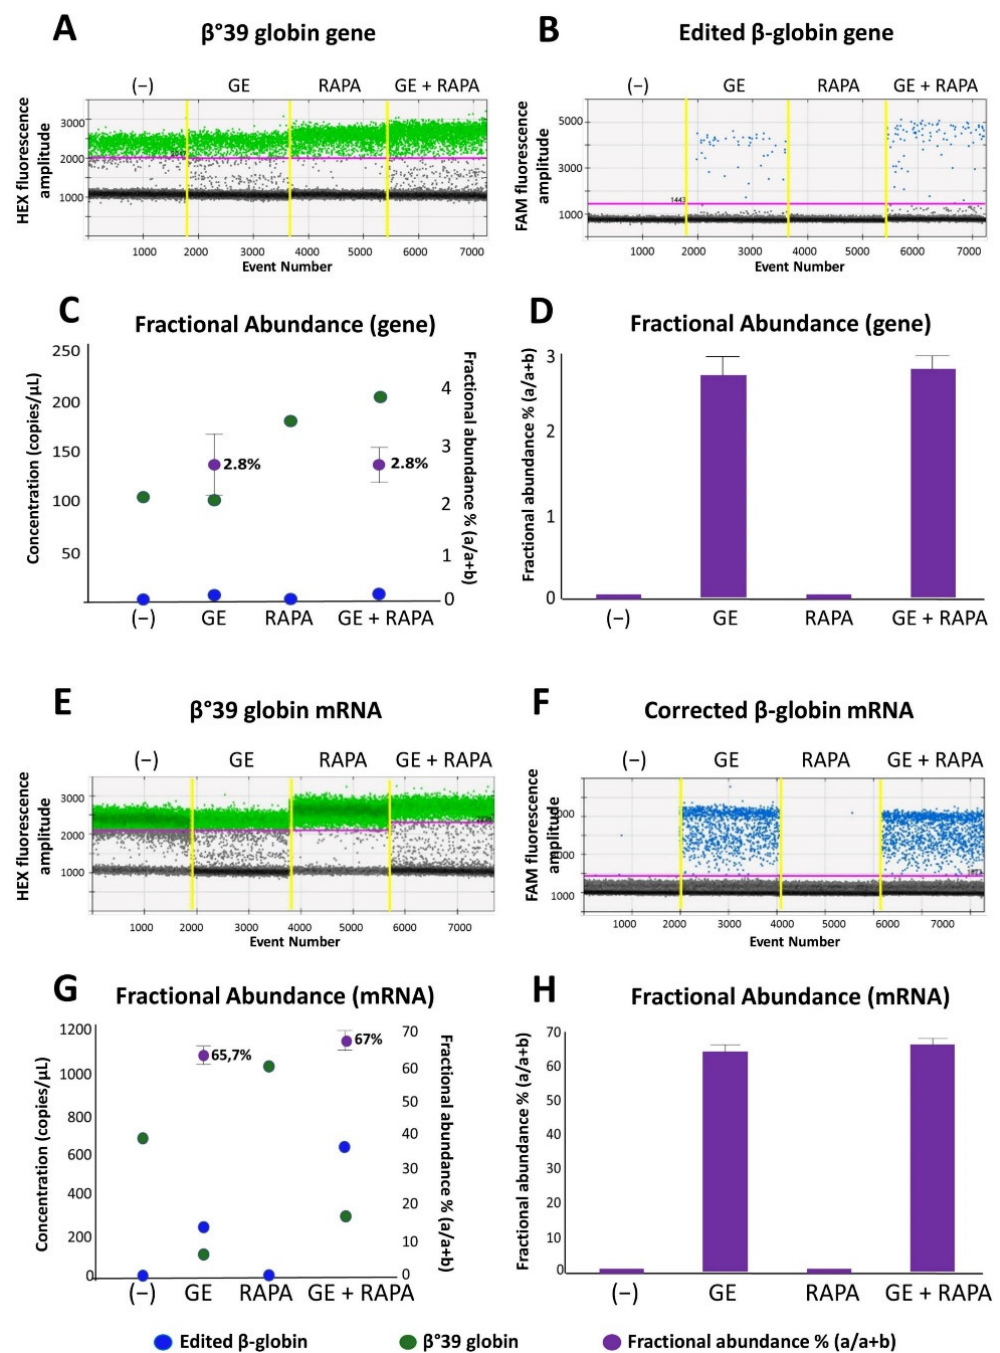 A
β°39 globin gene
(−) GE RAPA GE + RAPA
HEX fluorescence
amplitude
3000
2000
1000
1000 2000 3000 4000 5000 6000 7000
Event Number
B
Edited β-globin gene
(−) GE RAPA GE + RAPA
FAM fluorescence
amplitude
5000
3000
1000
1443
1000 2000 3000 4000 5000 6000 7000
Event Number
C
Fractional Abundance (gene)
Concentration (copies/µL)
250
200
150
100
50
Fractional abundance % (a/a+b)
4
3
2
1
0
2.8%
2.8%
(−) GE RAPA GE + RAPA
D
Fractional Abundance (gene)
Fractional abundance % (a/a+b)
3
2
1
0
(−) GE RAPA GE + RAPA
E
β°39 globin mRNA
(−) GE RAPA GE + RAPA
HEX fluorescence
amplitude
3000
2000
1000
1000 2000 3000 4000 5000 6000 7000
Event Number
F
Corrected β-globin mRNA
(−) GE RAPA GE + RAPA
FAM fluorescence
amplitude
1000
1000 2000 3000 4000 5000 6000 7000
Event Number
G
Fractional Abundance (mRNA)
Concentration (copies/µL)
1200
1000
800
600
400
200
0
Fractional abundance % (a/a+b)
70
60
50
40
30
20
10
0
65,7%
67%
(−) GE RAPA GE + RAPA
H
Fractional Abundance (mRNA)
Fractional abundance % (a/a+b)
70
60
50
40
30
20
10
0
(−) GE RAPA GE + RAPA
Edited β-globin β°39 globin Fractional abundance % (a/a+b)